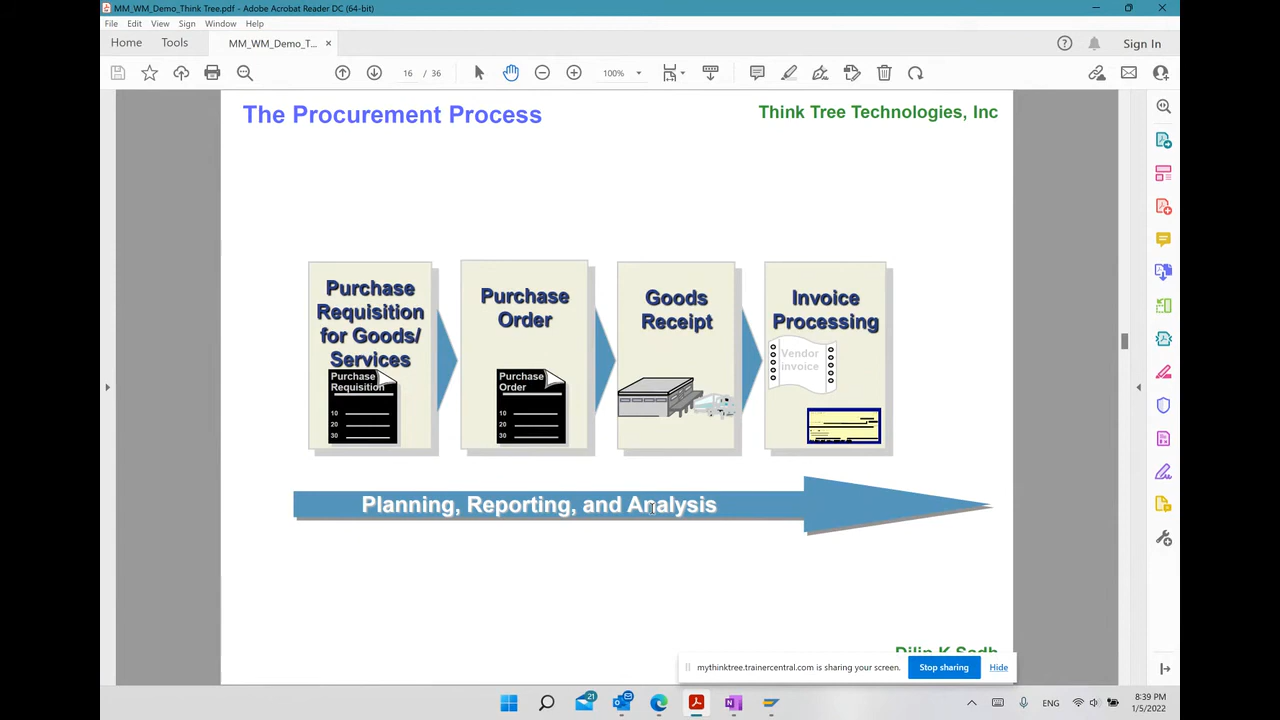 MM_WM_Demo_Think Tree.pdf - Adobe Acrobat Reader DC (64-bit)
File Edit View Sign Window Help
Home Tools MM_WM_Demo_T... × Sign In
16 / 36 100%
The Procurement Process
Think Tree Technologies, Inc
Purchase
Requisition
for Goods/
Services
Purchase
Requisition
10
20
30
Purchase
Order
Purchase
Order
10
20
30
Goods
Receipt
Invoice
Processing
Vendor
invoice
Planning, Reporting, and Analysis
Dilip K Sadh
mythinktree.trainercentral.com is sharing your screen. Stop sharing Hide
21
ENG
8:39 PM
1/5/2022